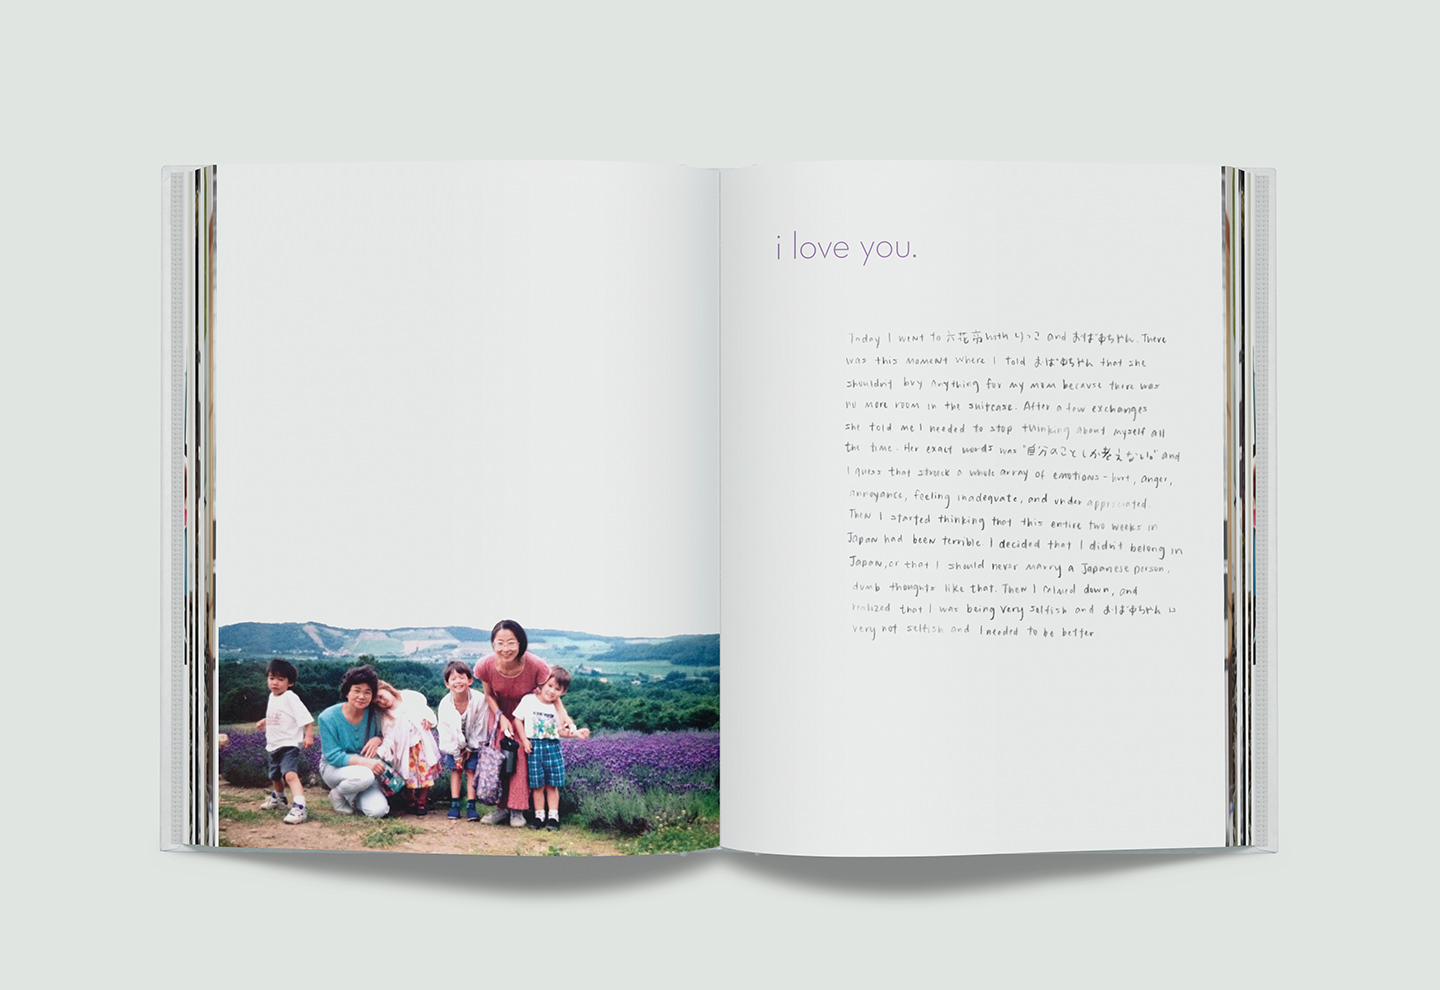 i love you.
Today I went to 六花亭 with りつこ and おばあちゃん. There
was this moment where I told おばあちゃん that she
shouldn't buy anything for my mom because there was
no more room in the suitcase. After a few exchanges
she told me I needed to stop thinking about myself all
the time. Her exact words was "自分のことしか考えない。" and
I guess that struck a whole array of emotions - hurt, anger,
annoyance, feeling inadequate, and under appreciated.
Then I started thinking that this entire two weeks in
Japan had been terrible. I decided that I didn't belong in
Japan, or that I should never marry a Japanese person,
dumb thoughts like that. Then I calmed down, and
realized that I was being very selfish and おばあちゃん is
very not selfish and I needed to be better